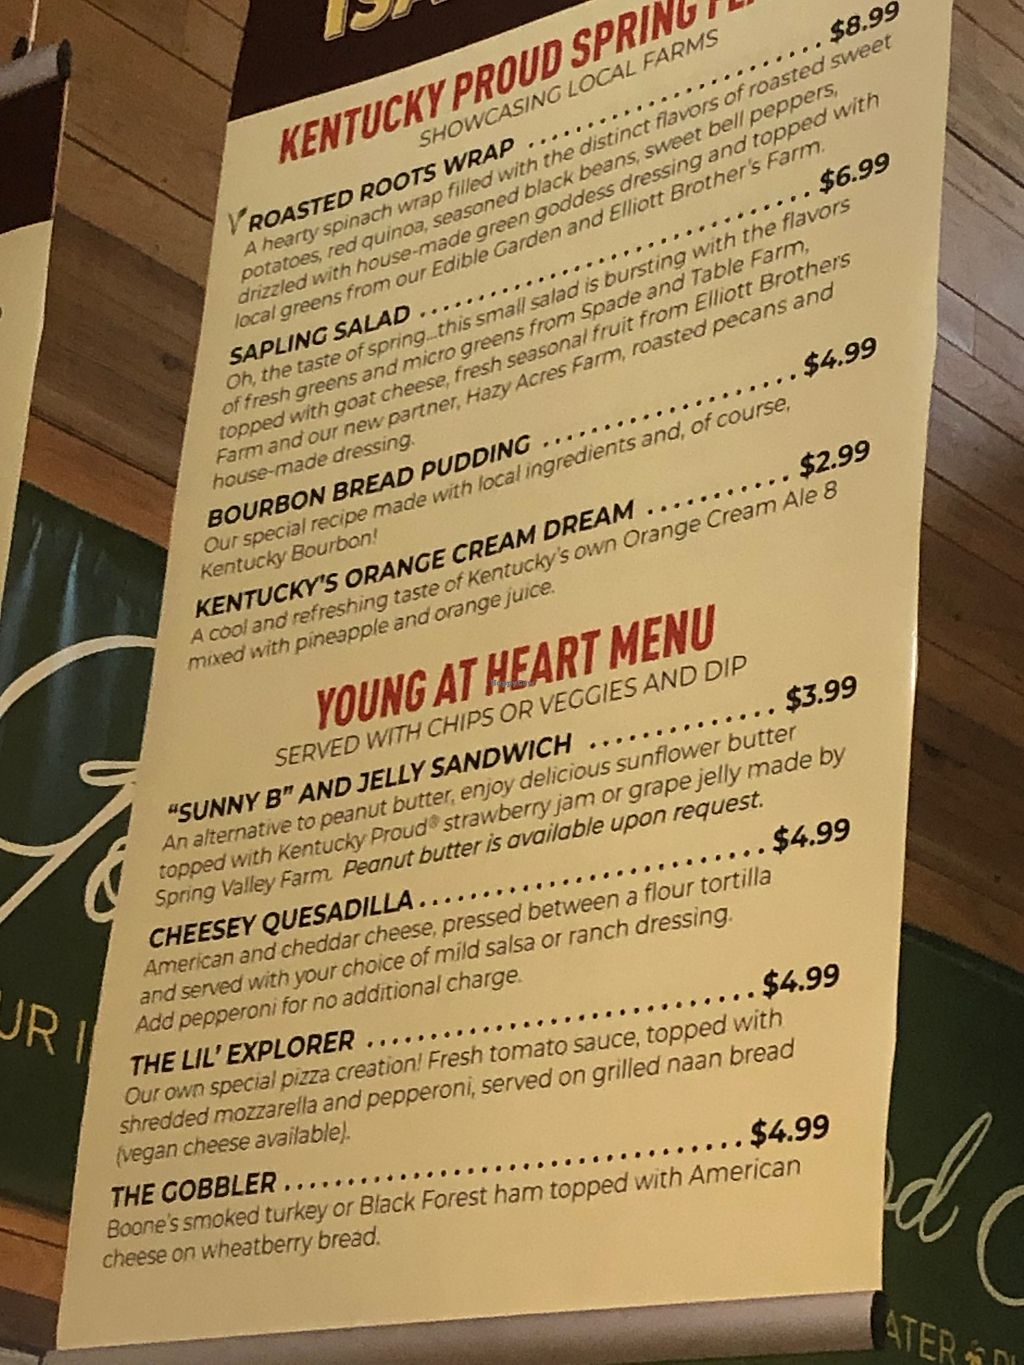 KENTUCKY PROUD SPRING
SHOWCASING LOCAL FARMS
V ROASTED ROOTS WRAP .......................... $8.99
A hearty spinach wrap filled with the distinct flavors of roasted sweet
potatoes, red quinoa, seasoned black beans, sweet bell peppers,
drizzled with house-made green goddess dressing and topped with
local greens from our Edible Garden and Elliott Brother's Farm.
SAPLING SALAD .................................. $6.99
Oh, the taste of spring...this small salad is bursting with the flavors
of fresh greens and micro greens from Spade and Table Farm,
topped with goat cheese, fresh seasonal fruit from Elliott Brothers
Farm and our new partner, Hazy Acres Farm, roasted pecans and
house-made dressing.
BOURBON BREAD PUDDING ..................... $4.99
Our special recipe made with local ingredients and, of course,
Kentucky Bourbon!
KENTUCKY'S ORANGE CREAM DREAM ........... $2.99
A cool and refreshing taste of Kentucky's own Orange Cream Ale 8
mixed with pineapple and orange juice.
YOUNG AT HEART MENU
SERVED WITH CHIPS OR VEGGIES AND DIP
"SUNNY B" AND JELLY SANDWICH .............. $3.99
An alternative to peanut butter, enjoy delicious sunflower butter
topped with Kentucky Proud® strawberry jam or grape jelly made by
Spring Valley Farm. Peanut butter is available upon request.
CHEESEY QUESADILLA .......................... $4.99
American and cheddar cheese, pressed between a flour tortilla
and served with your choice of mild salsa or ranch dressing.
Add pepperoni for no additional charge.
THE LIL' EXPLORER .............................. $4.99
Our own special pizza creation! Fresh tomato sauce, topped with
shredded mozzarella and pepperoni, served on grilled naan bread
(vegan cheese available).
THE GOBBLER .................................... $4.99
Boone's smoked turkey or Black Forest ham topped with American
cheese on wheatberry bread.